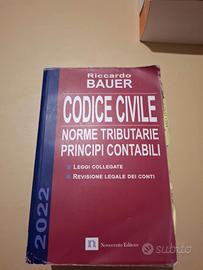 Riccardo
BAUER
CODICE CIVILE
NORME TRIBUTARIE
PRINCIPI CONTABILI
LEGGI COLLEGATE
REVISIONE LEGALE DEI CONTI
2022
n
Novecento Editore
subito